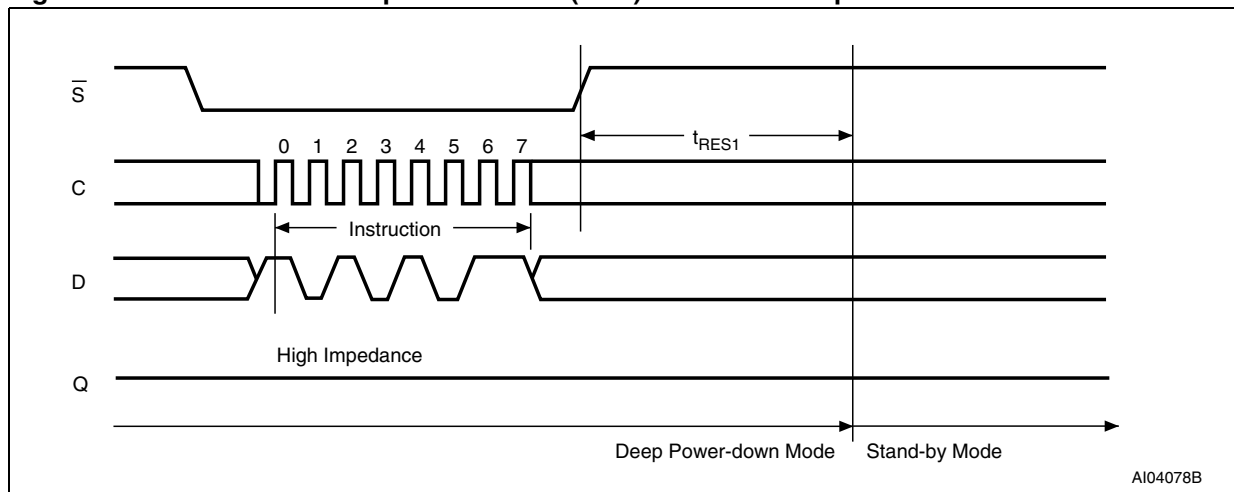 S
tRES1
0 1 2 3 4 5 6 7
C
Instruction
D
High Impedance
Q
Deep Power-down Mode Stand-by Mode
AI04078B